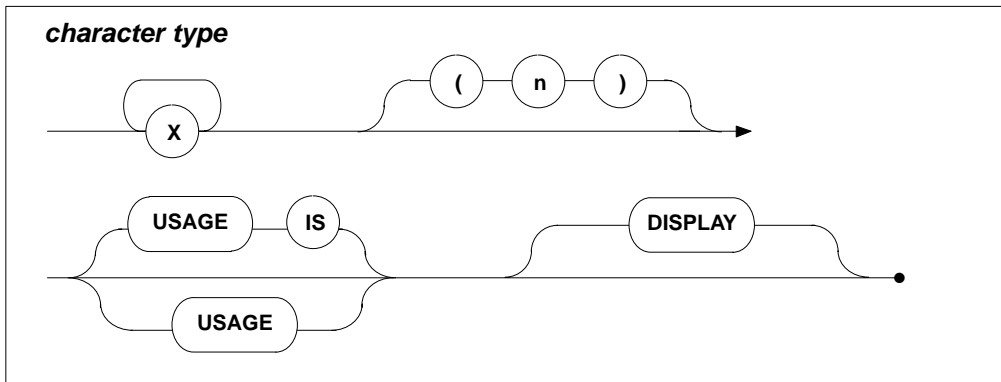 character type
( n )
X
USAGE IS
DISPLAY
USAGE